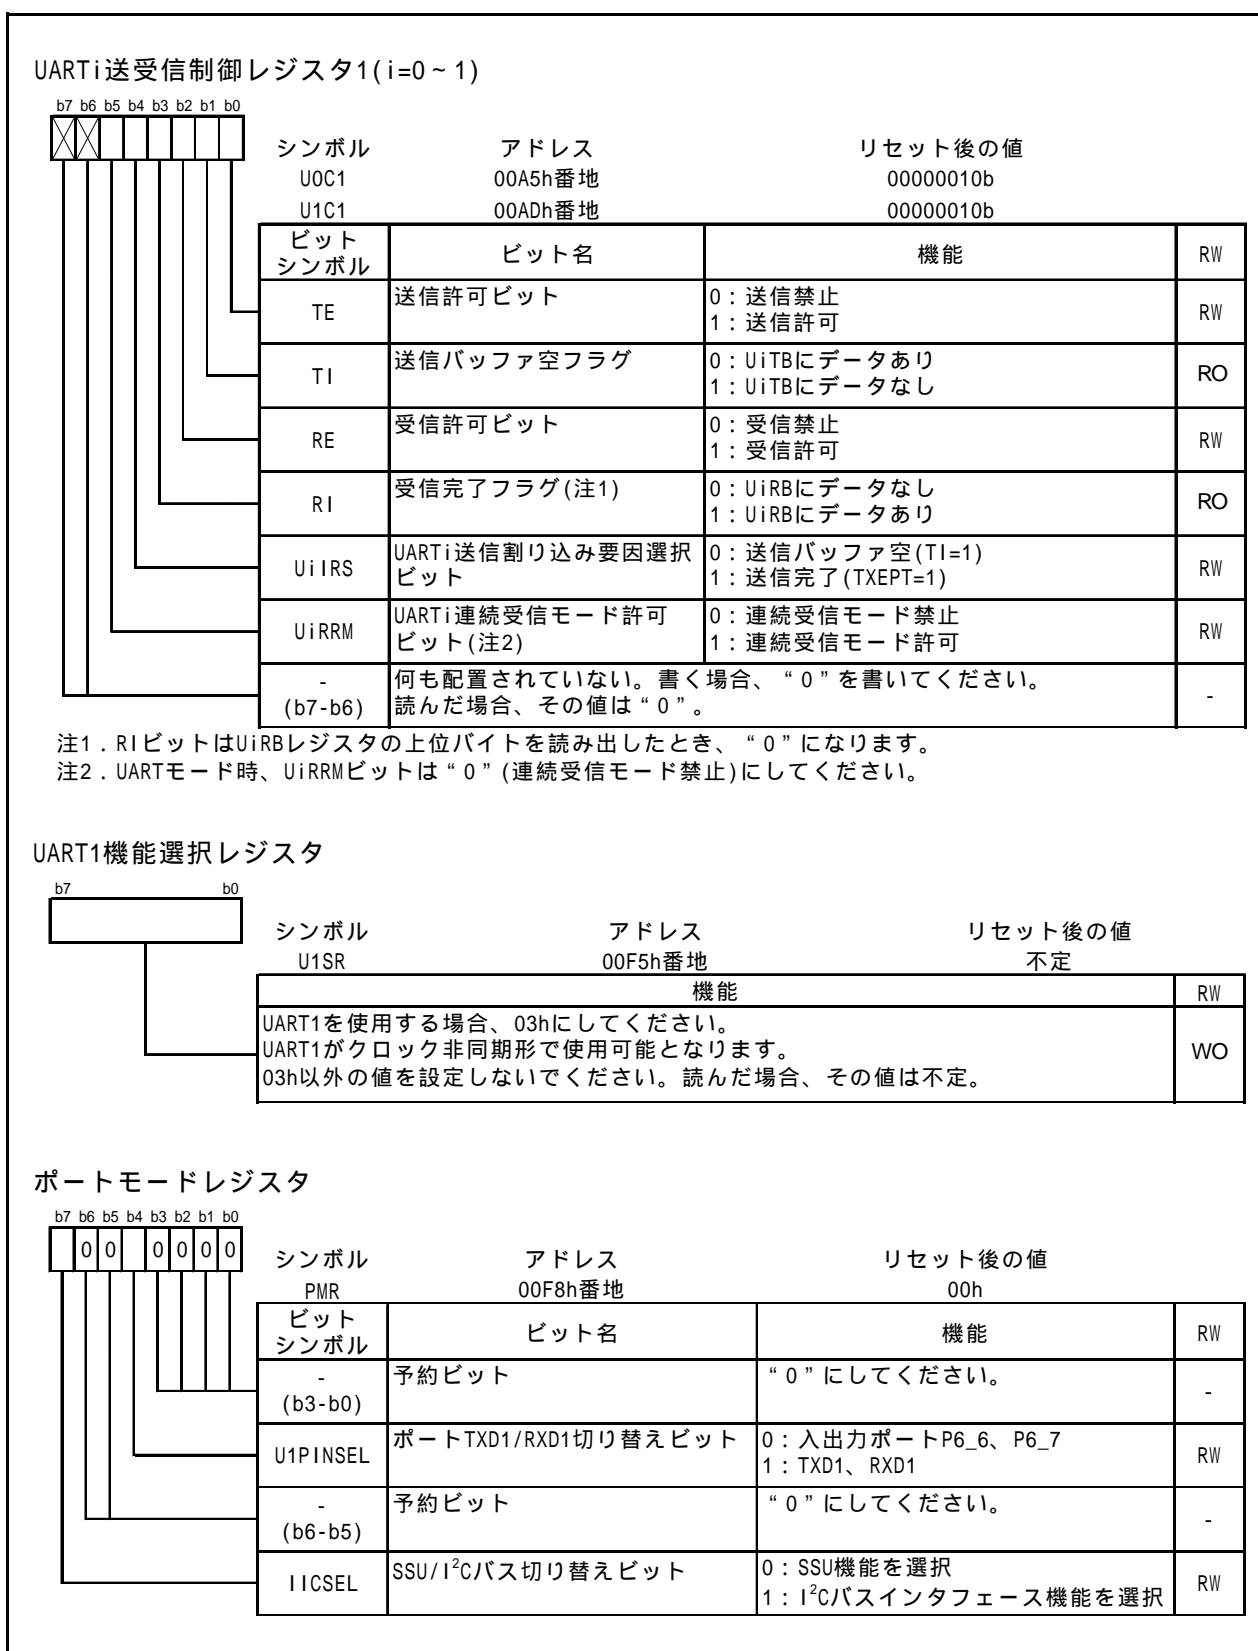 UARTi送受信制御レジスタ1(i=0~1)
b7 b6 b5 b4 b3 b2 b1 b0
シンボル アドレス リセット後の値
U0C1 00A5h番地 00000010b
U1C1 00ADh番地 00000010b
ビット
シンボル ビット名 機能 RW
TE 送信許可ビット 0:送信禁止
1:送信許可 RW
TI 送信バッファ空フラグ 0:UiTBにデータあり
1:UiTBにデータなし RO
RE 受信許可ビット 0:受信禁止
1:受信許可 RW
RI 受信完了フラグ(注1) 0:UiRBにデータなし
1:UiRBにデータあり RO
UiIRS UARTi送信割り込み要因選択 0:送信バッファ空(TI=1)
ビット 1:送信完了(TXEPT=1) RW
UiRRM UARTi連続受信モード許可 0:連続受信モード禁止
ビット(注2) 1:連続受信モード許可 RW
- 何も配置されていない。書く場合、“0”を書いてください。
(b7-b6) 読んだ場合、その値は“0”。 -
注1.RIビットはUiRBレジスタの上位バイトを読み出したとき、“0”になります。
注2.UARTモード時、UiRRMビットは“0”(連続受信モード禁止)にしてください。
UART1機能選択レジスタ
b7 b0
シンボル アドレス リセット後の値
U1SR 00F5h番地 不定
機能 RW
UART1を使用する場合、03hにしてください。
UART1がクロック非同期形で使用可能となります。 WO
03h以外の値を設定しないでください。読んだ場合、その値は不定。
ポートモードレジスタ
b7 b6 b5 b4 b3 b2 b1 b0
0 0 0 0 0 0
シンボル アドレス リセット後の値
PMR 00F8h番地 00h
ビット
シンボル ビット名 機能 RW
- 予約ビット “0”にしてください。
(b3-b0) -
U1PINSEL ポートTXD1/RXD1切り替えビット 0:入出力ポートP6_6、P6_7
1:TXD1、RXD1 RW
- 予約ビット “0”にしてください。
(b6-b5) -
IICSEL SSU/I²Cバス切り替えビット 0:SSU機能を選択
1:I²Cバスインタフェース機能を選択 RW